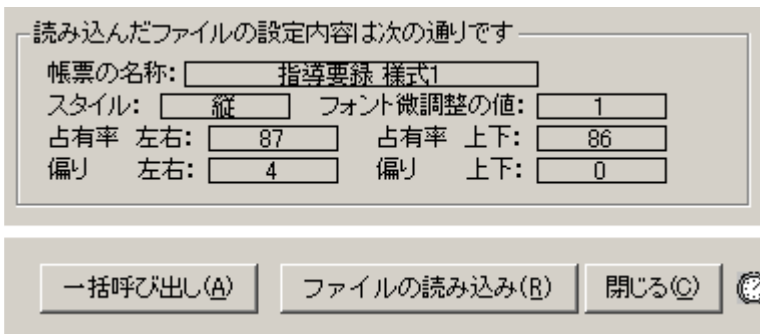 読み込んだファイルの設定内容は次の通りです
帳票の名称: 指導要録 様式1
スタイル: 縦 フォント微調整の値: 1
占有率 左右: 87 占有率 上下: 86
偏り 左右: 4 偏り 上下: 0
一括呼び出し(A) ファイルの読み込み(R) 閉じる(C)